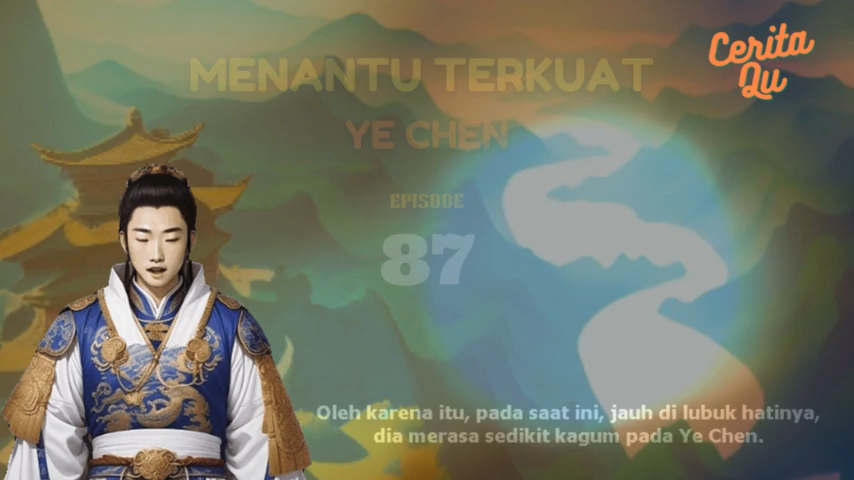 MENANTU TERKUAT
YE CHEN
EPISODE
87
Cerita
Qu
Oleh karena itu, pada saat ini, jauh di lubuk hatinya,
dia merasa sedikit kagum pada Ye Chen.